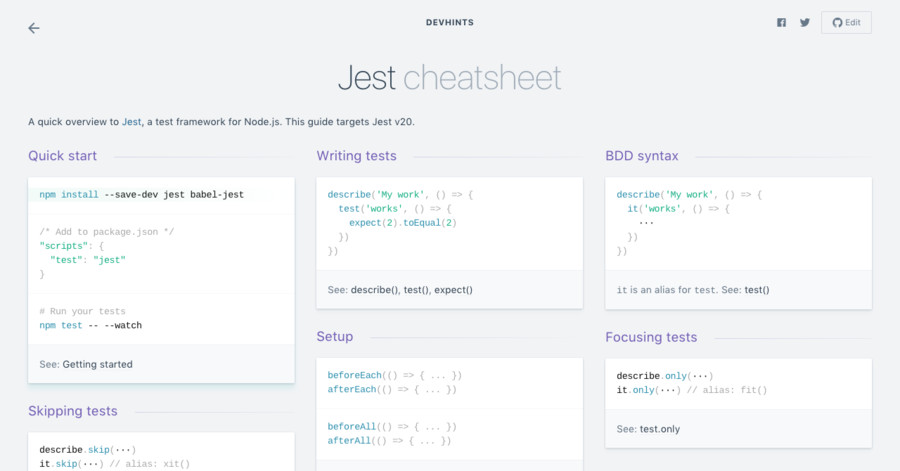 DEVHINTS
Edit
Jest cheatsheet
A quick overview to Jest, a test framework for Node.js. This guide targets Jest v20.
Quick start
npm install --save-dev jest babel-jest
/* Add to package.json */
"scripts": {
  "test": "jest"
}
# Run your tests
npm test -- --watch
See: Getting started
Skipping tests
describe.skip(···)
it.skip(···) // alias: xit()
Writing tests
describe('My work', () => {
  test('works', () => {
    expect(2).toEqual(2)
  })
})
See: describe(), test(), expect()
Setup
beforeEach(() => { ... })
afterEach(() => { ... })
beforeAll(() => { ... })
afterAll(() => { ... })
BDD syntax
describe('My work', () => {
  it('works', () => {
    ···
  })
})
it is an alias for test. See: test()
Focusing tests
describe.only(···)
it.only(···) // alias: fit()
See: test.only